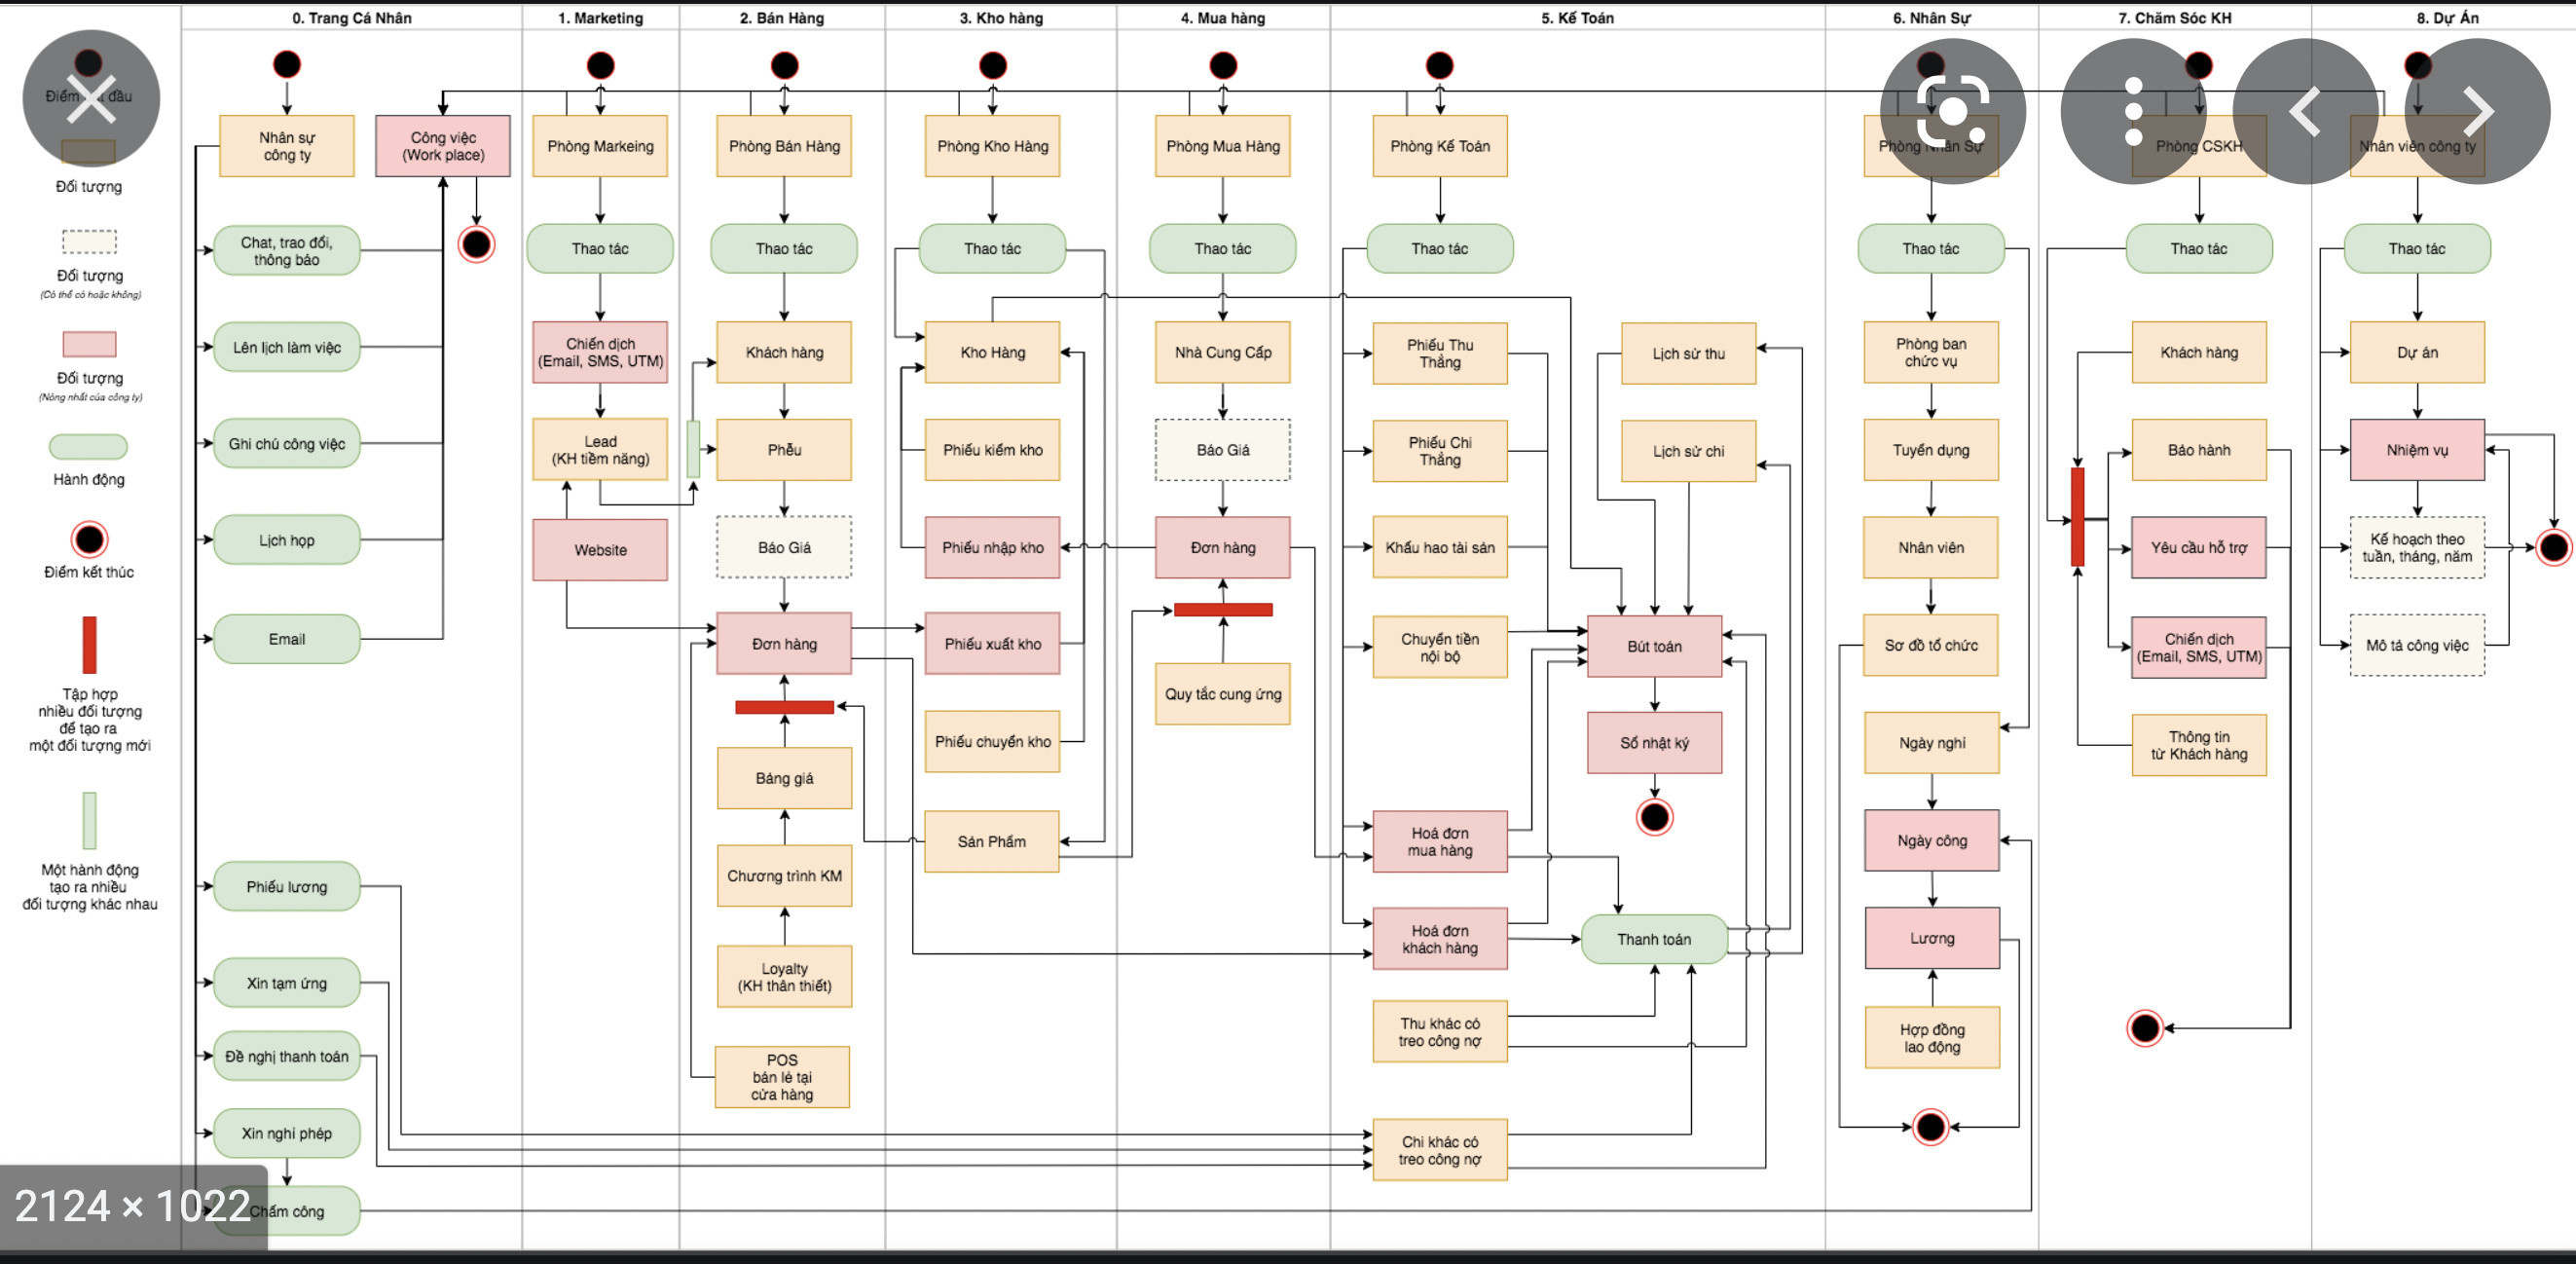 0. Trang Cá Nhân
1. Marketing
2. Bán Hàng
3. Kho hàng
4. Mua hàng
5. Kế Toán
6. Nhân Sự
7. Chăm Sóc KH
8. Dự Án
Điểm
đầu
Đối tượng
Đối tượng
(Có thể có hoặc không)
Đối tượng
(Nóng nhất của công ty)
Hành động
Điểm kết thúc
Tập hợp
nhiều đối tượng
để tạo ra
một đối tượng mới
Một hành động
tạo ra nhiều
đối tượng khác nhau
Nhân sự
công ty
Công việc
(Work place)
Chat, trao đổi,
thông báo
Lên lịch làm việc
Ghi chú công việc
Lịch họp
Email
Phiếu lương
Xin tạm ứng
Đề nghị thanh toán
Xin nghỉ phép
Chấm công
Phòng Markeing
Thao tác
Chiến dịch
(Email, SMS, UTM)
Lead
(KH tiềm năng)
Website
Phòng Bán Hàng
Thao tác
Khách hàng
Phễu
Báo Giá
Đơn hàng
Bảng giá
Chương trình KM
Loyalty
(KH thân thiết)
POS
bán lẻ tại
cửa hàng
Phòng Kho Hàng
Thao tác
Kho Hàng
Phiếu kiểm kho
Phiếu nhập kho
Phiếu xuất kho
Phiếu chuyển kho
Sản Phẩm
Phòng Mua Hàng
Thao tác
Nhà Cung Cấp
Báo Giá
Đơn hàng
Quy tắc cung ứng
Phòng Kế Toán
Thao tác
Phiếu Thu
Thẳng
Phiếu Chi
Thẳng
Khấu hao tài sản
Chuyển tiền
nội bộ
Hoá đơn
mua hàng
Hoá đơn
khách hàng
Thu khác có
treo công nợ
Chi khác có
treo công nợ
Lịch sử thu
Lịch sử chi
Bút toán
Sổ nhật ký
Thanh toán
Phòng Nhân Sự
Thao tác
Phòng ban
chức vụ
Tuyển dụng
Nhân viên
Sơ đồ tổ chức
Ngày nghỉ
Ngày công
Lương
Hợp đồng
lao động
Phòng CSKH
Thao tác
Khách hàng
Bảo hành
Yêu cầu hỗ trợ
Chiến dịch
(Email, SMS, UTM)
Thông tin
từ Khách hàng
Nhân viên công ty
Thao tác
Dự án
Nhiệm vụ
Kế hoạch theo
tuần, tháng, năm
Mô tả công việc
2124 × 1022